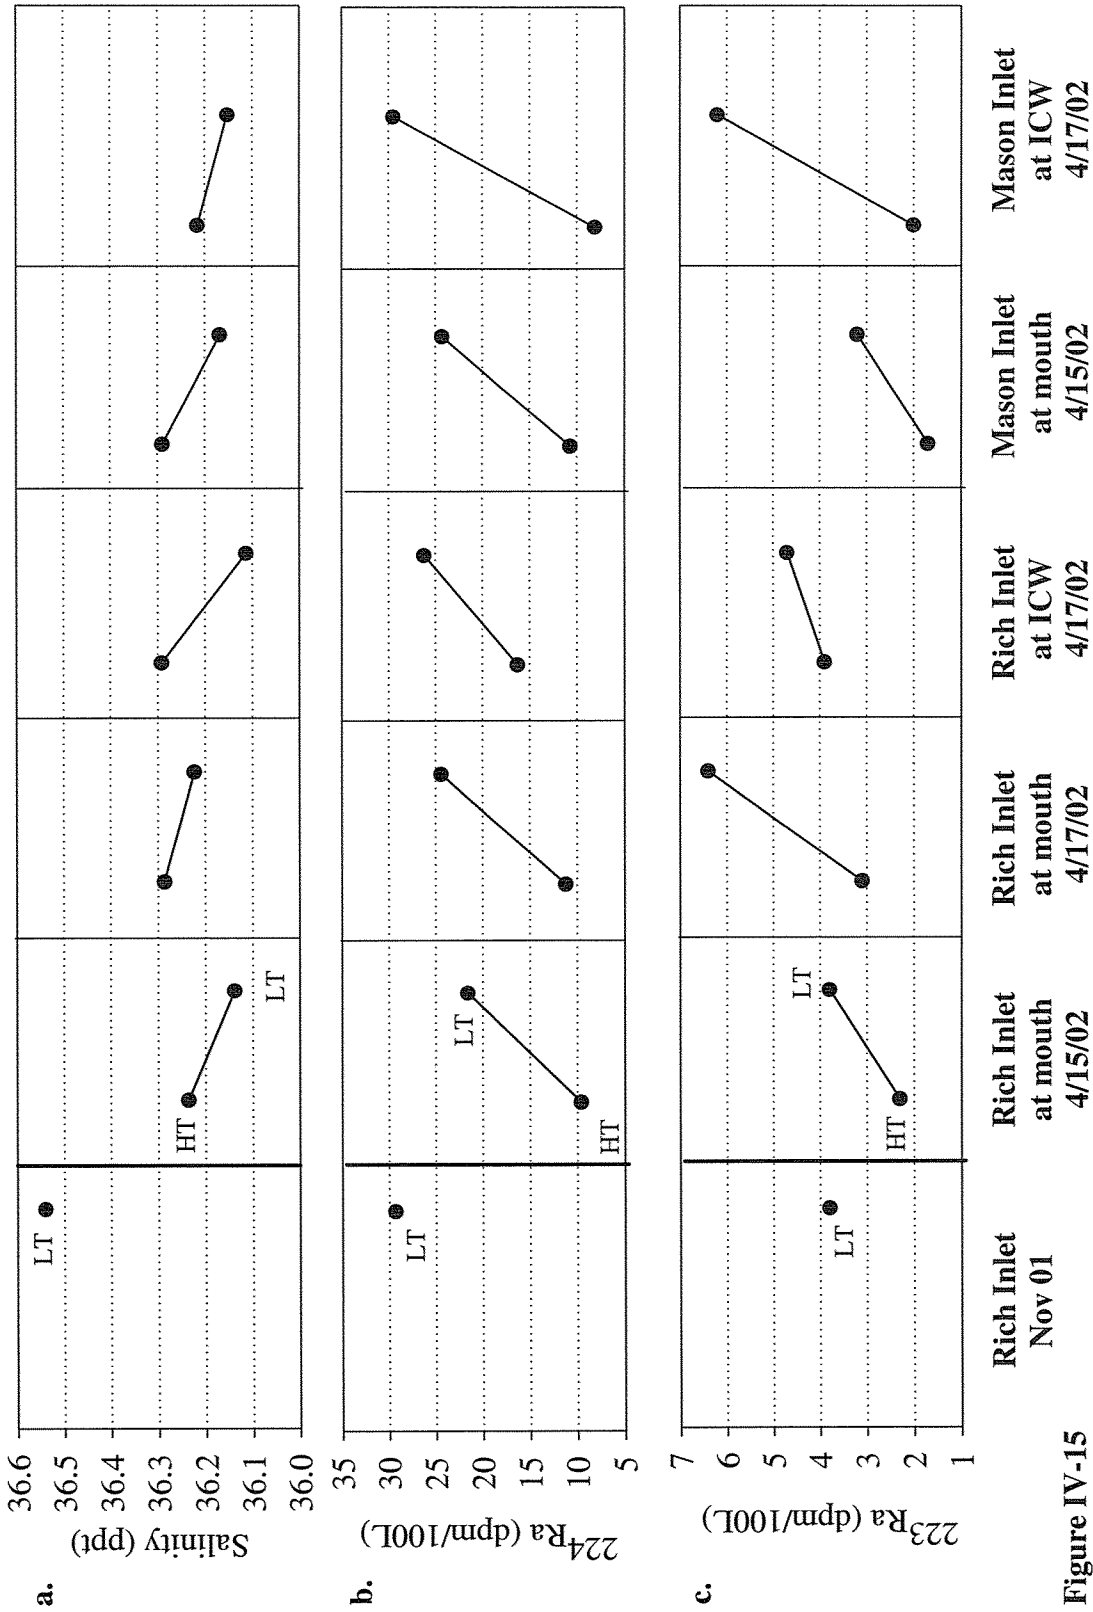 a.
Salinity (ppt)
36.6
36.5
36.4
36.3
36.2
36.1
36.0
LT
HT
LT
b.
224Ra (dpm/100L)
35
30
25
20
15
10
5
LT
HT
LT
c.
223Ra (dpm/100L)
7
6
5
4
3
2
1
LT
HT
LT
Rich Inlet
Nov 01
Rich Inlet
at mouth
4/15/02
Rich Inlet
at mouth
4/17/02
Rich Inlet
at ICW
4/17/02
Mason Inlet
at mouth
4/15/02
Mason Inlet
at ICW
4/17/02
Figure IV-15